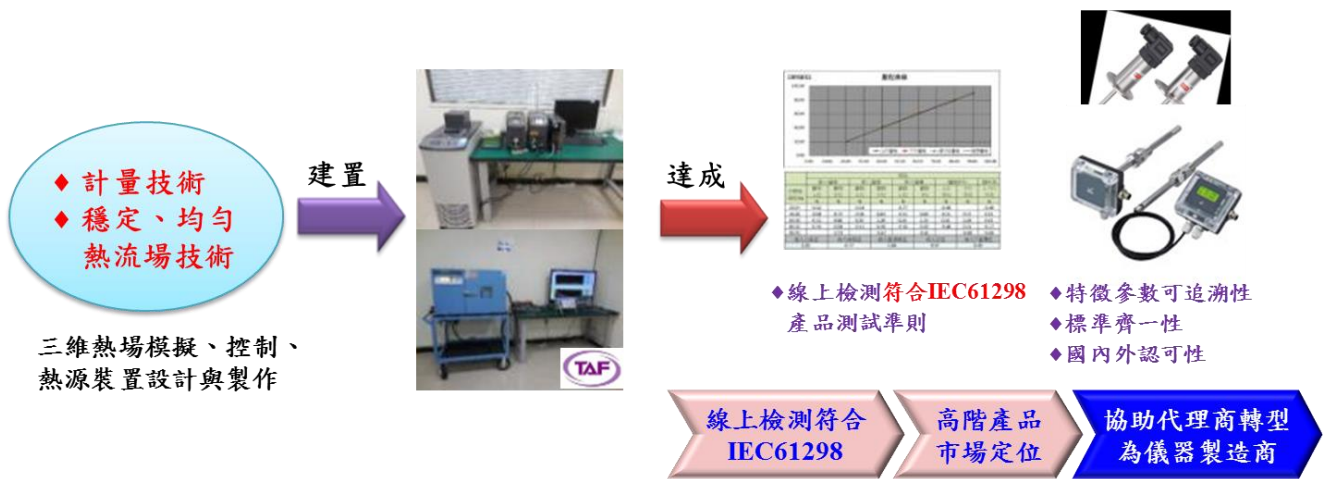 ♦ 計量技術
♦ 穩定、均勻
熱流場技術
三維熱場模擬、控制、
熱源裝置設計與製作
建置
TAF
達成
♦線上檢測符合IEC61298
產品測試準則
♦特徵參數可追溯性
♦標準齊一性
♦國內外認可性
線上檢測符合
IEC61298
高階產品
市場定位
協助代理商轉型
為儀器製造商